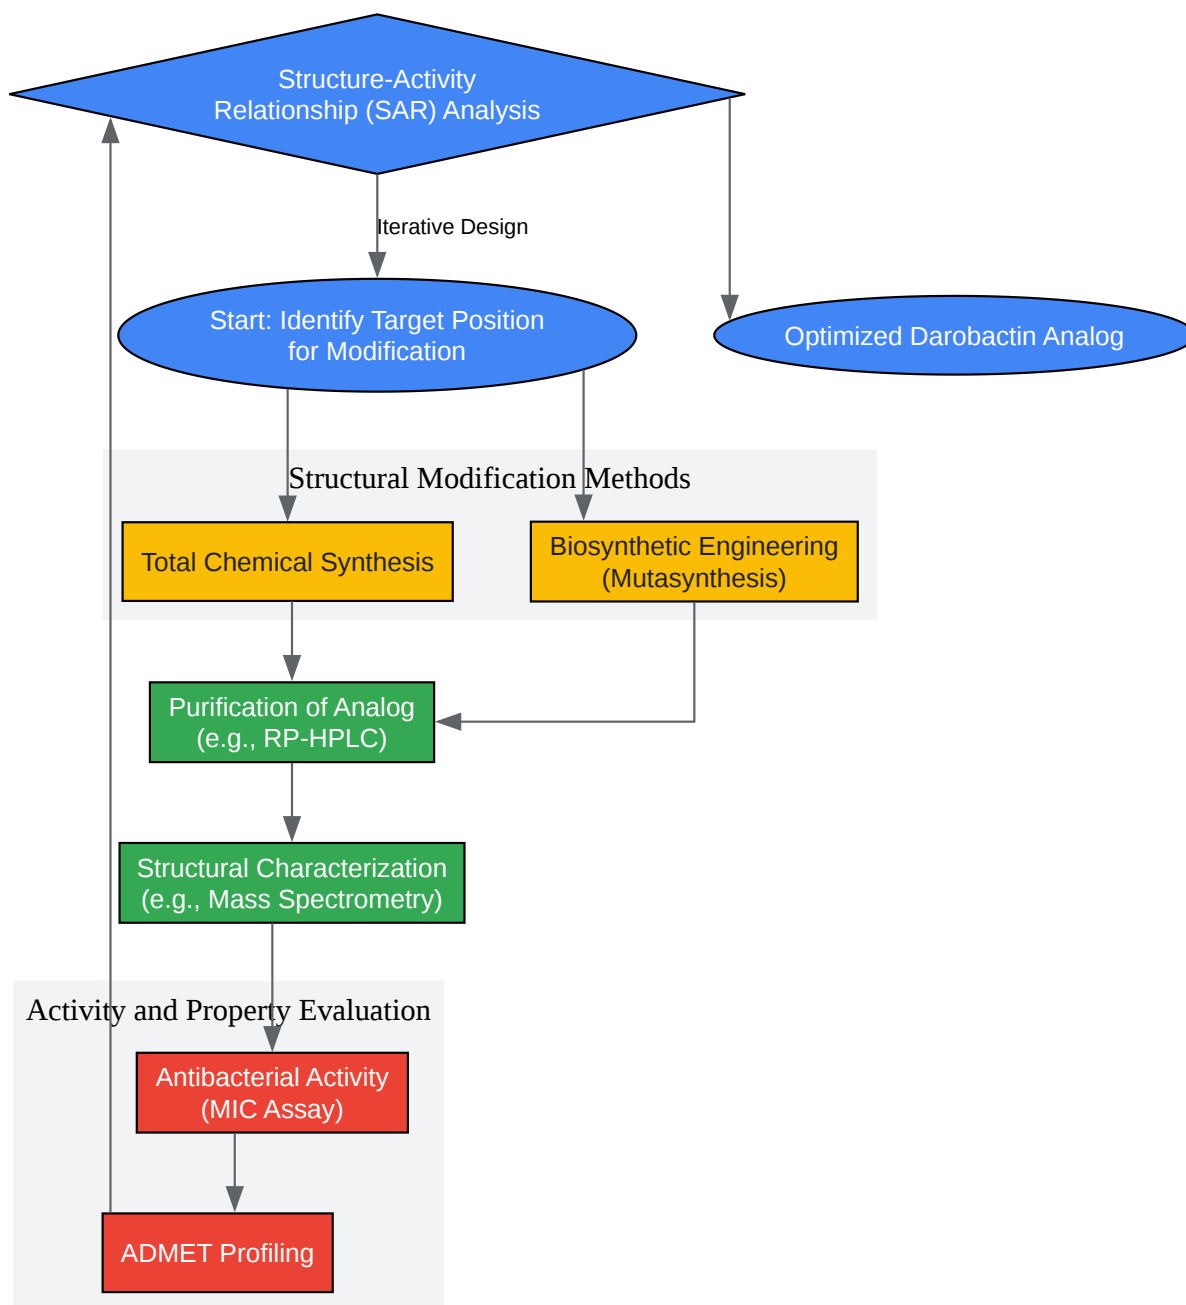 Structure-Activity
Relationship (SAR) Analysis
Iterative Design
Start: Identify Target Position
for Modification
Optimized Darobactin Analog
Structural Modification Methods
Total Chemical Synthesis
Biosynthetic Engineering
(Mutasynthesis)
Purification of Analog
(e.g., RP-HPLC)
Structural Characterization
(e.g., Mass Spectrometry)
Activity and Property Evaluation
Antibacterial Activity
(MIC Assay)
ADMET Profiling